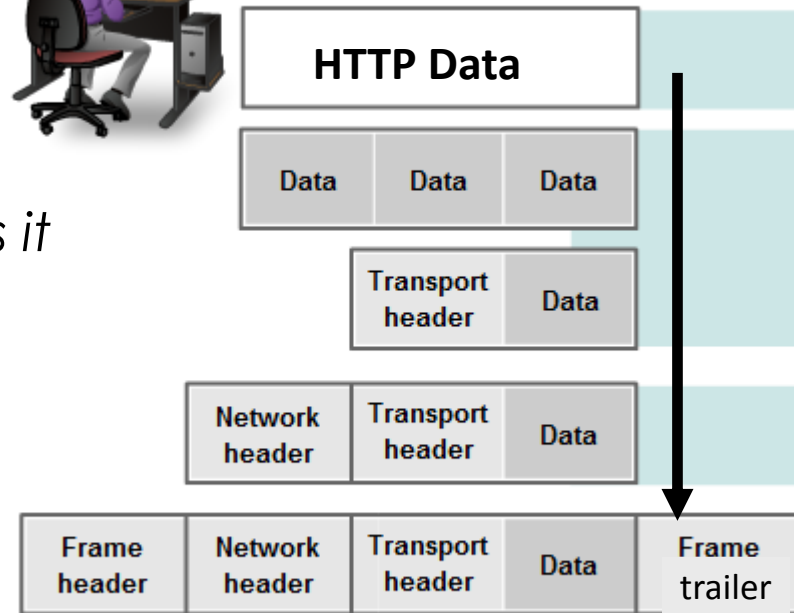 HTTP Data
Data Data Data
s it
Transport
header Data
Network
header Transport
header Data
Frame
header Network
header Transport
header Data Frame
trailer